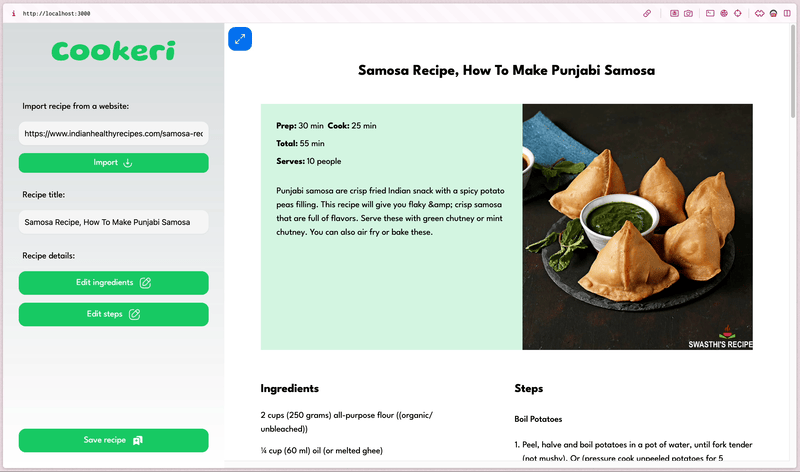 http://localhost:3000
Cookeri
Import recipe from a website:
https://www.indianhealthyrecipes.com/samosa-rec
Import
Recipe title:
Samosa Recipe, How To Make Punjabi Samosa
Recipe details:
Edit ingredients
Edit steps
Save recipe
Samosa Recipe, How To Make Punjabi Samosa
Prep: 30 min Cook: 25 min
Total: 55 min
Serves: 10 people
Punjabi samosa are crisp fried Indian snack with a spicy potato
peas filling. This recipe will give you flaky &amp; crisp samosa
that are full of flavors. Serve these with green chutney or mint
chutney. You can also air fry or bake these.
SWASTHI'S RECIPE
Ingredients
2 cups (250 grams) all-purpose flour ((organic/
unbleached))
¼ cup (60 ml) oil (or melted ghee)
Steps
Boil Potatoes
1. Peel, halve and boil potatoes in a pot of water, until fork tender
(not mushy). Or (pressure cook unpeeled potatoes for 5